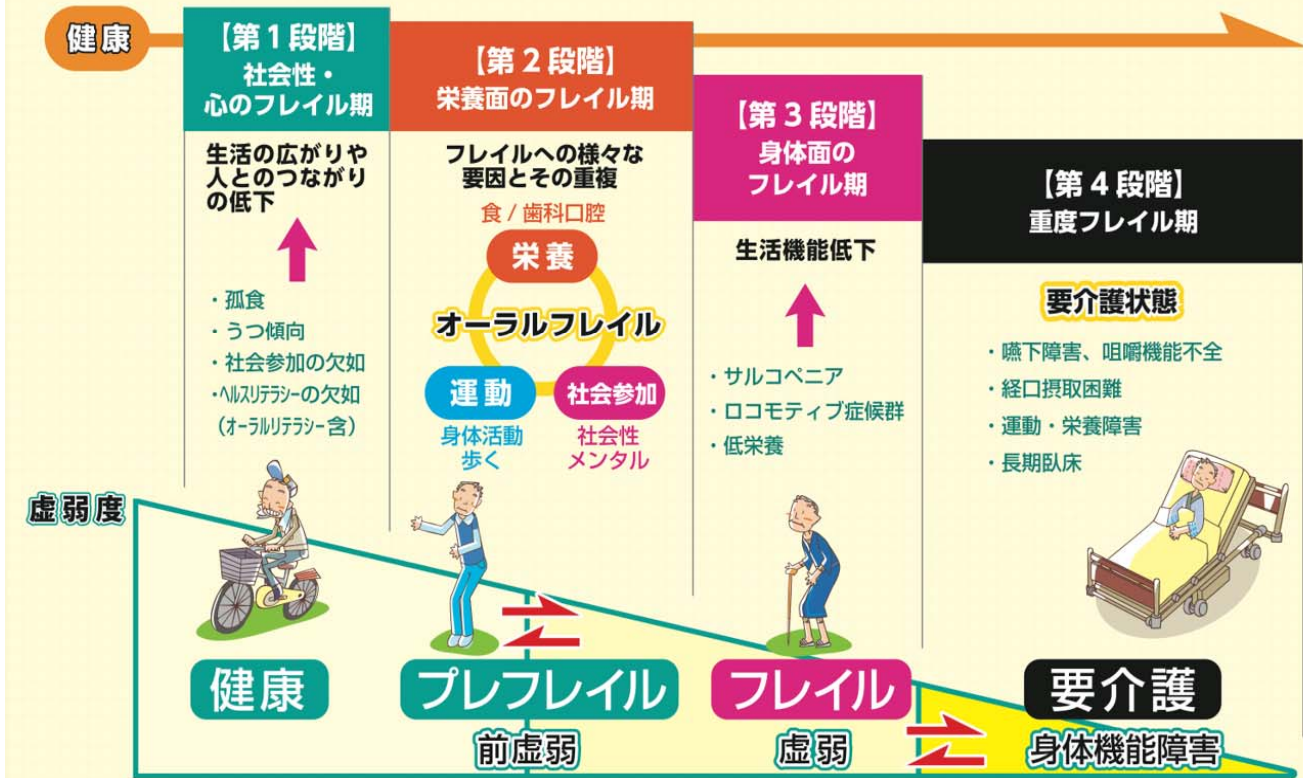 健康
【第1段階】
社会性・
心のフレイル期
生活の広がりや
人とのつながり
の低下
・孤食
・うつ傾向
・社会参加の欠如
・ヘルスリテラシーの欠如
(オーラルリテラシー含)
【第2段階】
栄養面のフレイル期
フレイルへの様々な
要因とその重複
食 / 歯科口腔
栄養
オーラルフレイル
運動
社会参加
身体活動
歩く
社会性
メンタル
【第3段階】
身体面の
フレイル期
生活機能低下
・サルコペニア
・ロコモティブ症候群
・低栄養
【第4段階】
重度フレイル期
要介護状態
・嚥下障害、咀嚼機能不全
・経口摂取困難
・運動・栄養障害
・長期臥床
虚弱度
健康
プレフレイル
前虚弱
フレイル
虚弱
要介護
身体機能障害